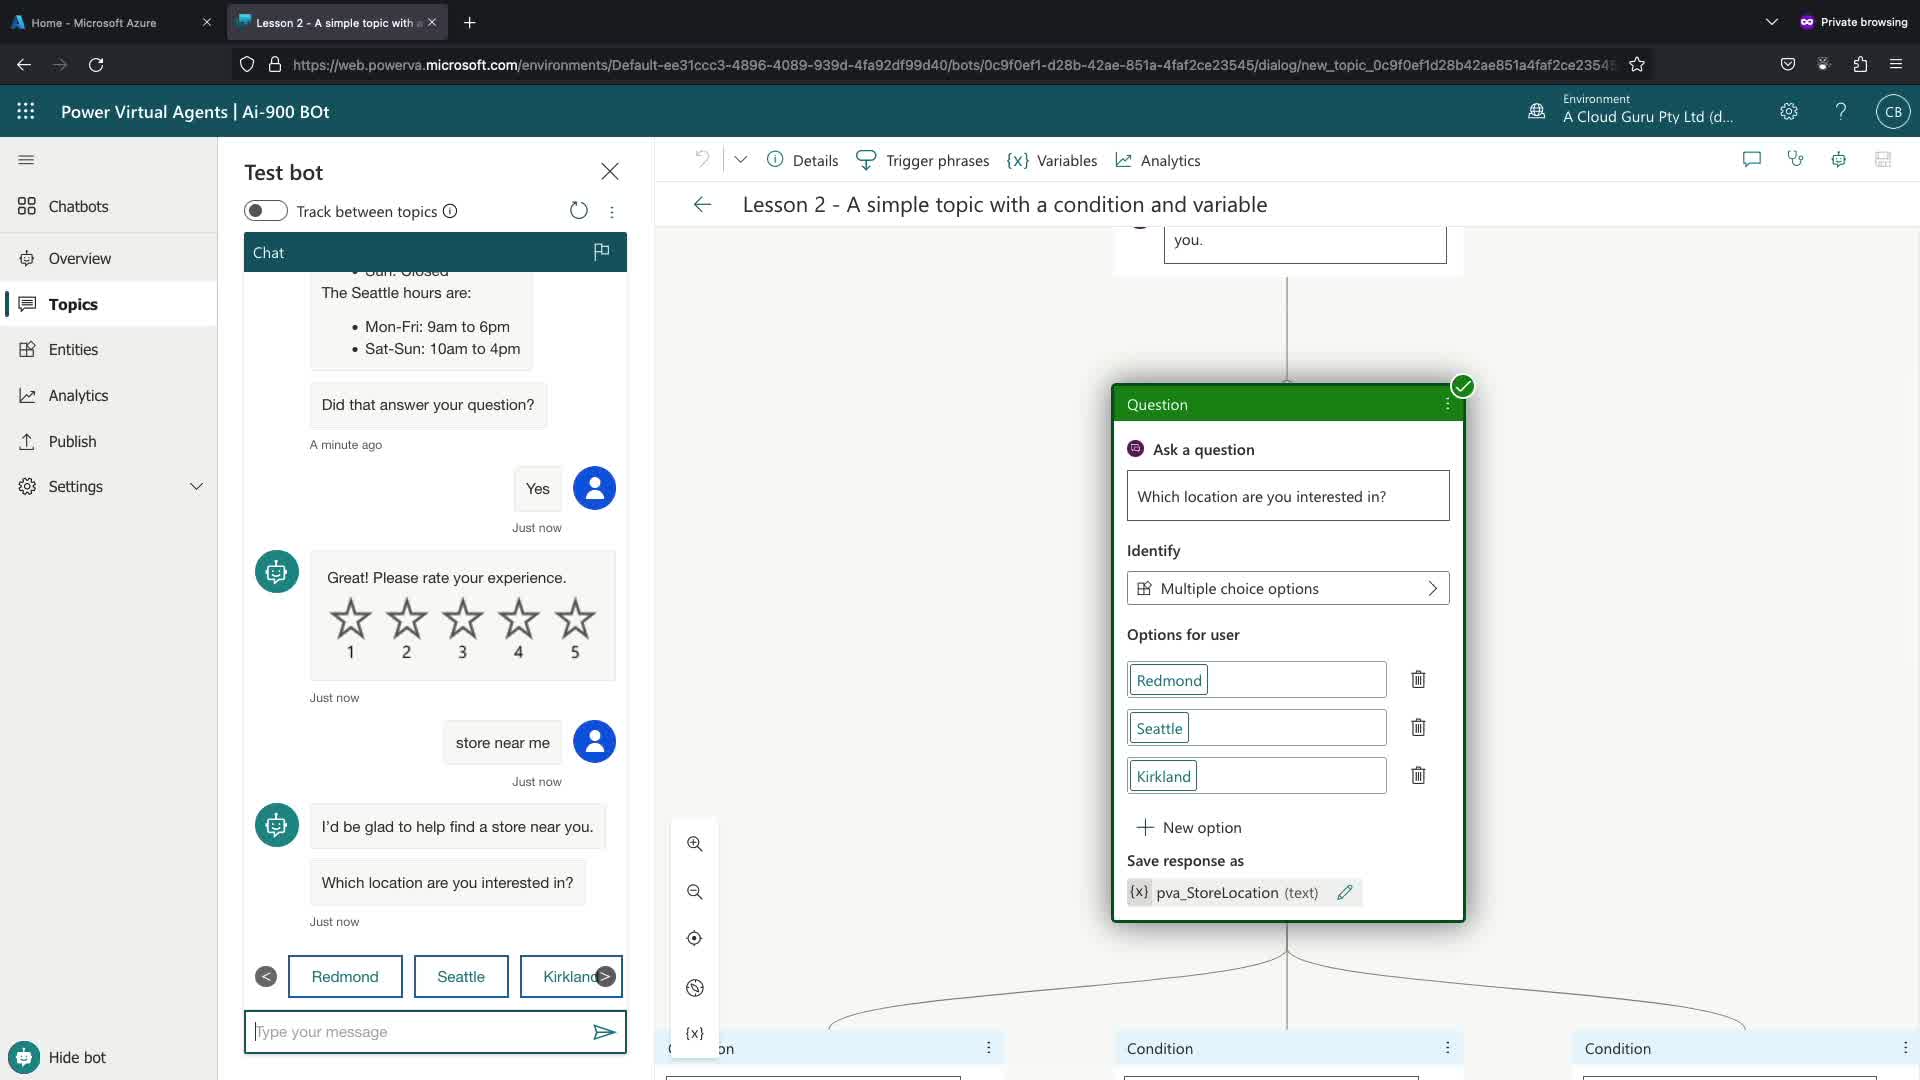 Home - Microsoft Azure
Lesson 2 - A simple topic with a
Private browsing
https://web.powerva.microsoft.com/environments/Default-ee31ccc3-4896-4089-939d-4fa92df99d40/bots/0c9f0ef1-d28b-42ae-851a-4faf2ce23545/dialog/new_topic_0c9f0ef1d28b42ae851a4faf2ce23545
Power Virtual Agents | Ai-900 BOt
Environment
A Cloud Guru Pty Ltd (d...
CB
Chatbots
Overview
Topics
Entities
Analytics
Publish
Settings
Hide bot
Test bot
Track between topics
Chat
Sun: Closed
The Seattle hours are:
• Mon-Fri: 9am to 6pm
• Sat-Sun: 10am to 4pm
Did that answer your question?
A minute ago
Yes
Just now
Great! Please rate your experience.
1 2 3 4 5
Just now
store near me
Just now
I'd be glad to help find a store near you.
Which location are you interested in?
Just now
< Redmond Seattle Kirkland >
Type your message
Details
Trigger phrases
{x} Variables
Analytics
Lesson 2 - A simple topic with a condition and variable
you.
Question
Ask a question
Which location are you interested in?
Identify
Multiple choice options
Options for user
Redmond
Seattle
Kirkland
New option
Save response as
{x} pva_StoreLocation (text)
{x}
Condition
Condition